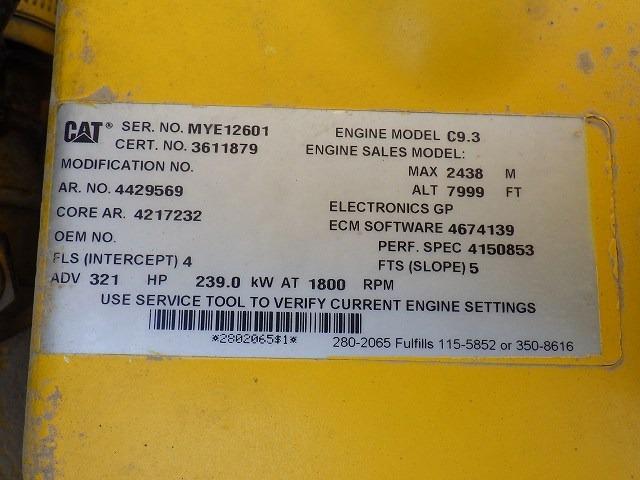 CAT® SER. NO. MYE12601 ENGINE MODEL C9.3
CERT. NO. 3611879 ENGINE SALES MODEL:
MODIFICATION NO. MAX 2438 M
AR. NO. 4429569 ALT 7999 FT
CORE AR. 4217232 ELECTRONICS GP
ECM SOFTWARE 4674139
OEM NO. PERF. SPEC 4150853
FLS (INTERCEPT) 4 FTS (SLOPE) 5
ADV 321 HP 239.0 kW AT 1800 RPM
USE SERVICE TOOL TO VERIFY CURRENT ENGINE SETTINGS
*2802065$1* 280-2065 Fulfills 115-5852 or 350-8616